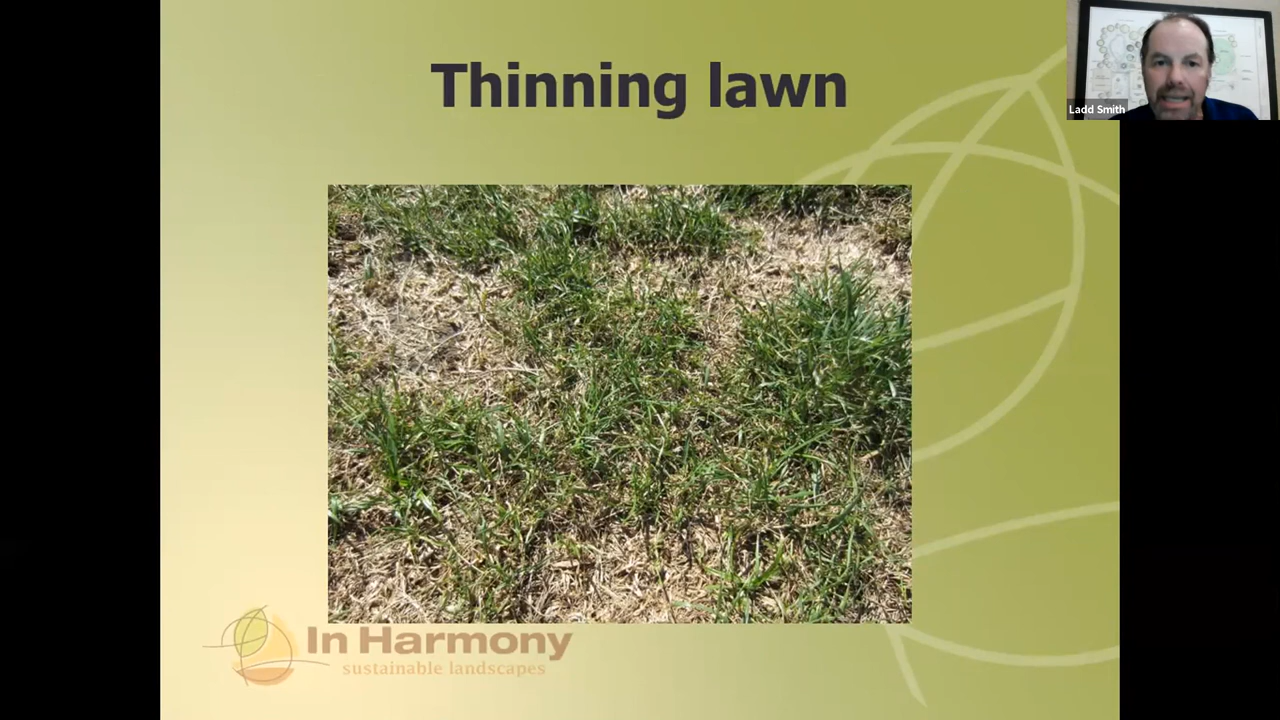 Thinning lawn
Ladd Smith
In Harmony
sustainable landscapes